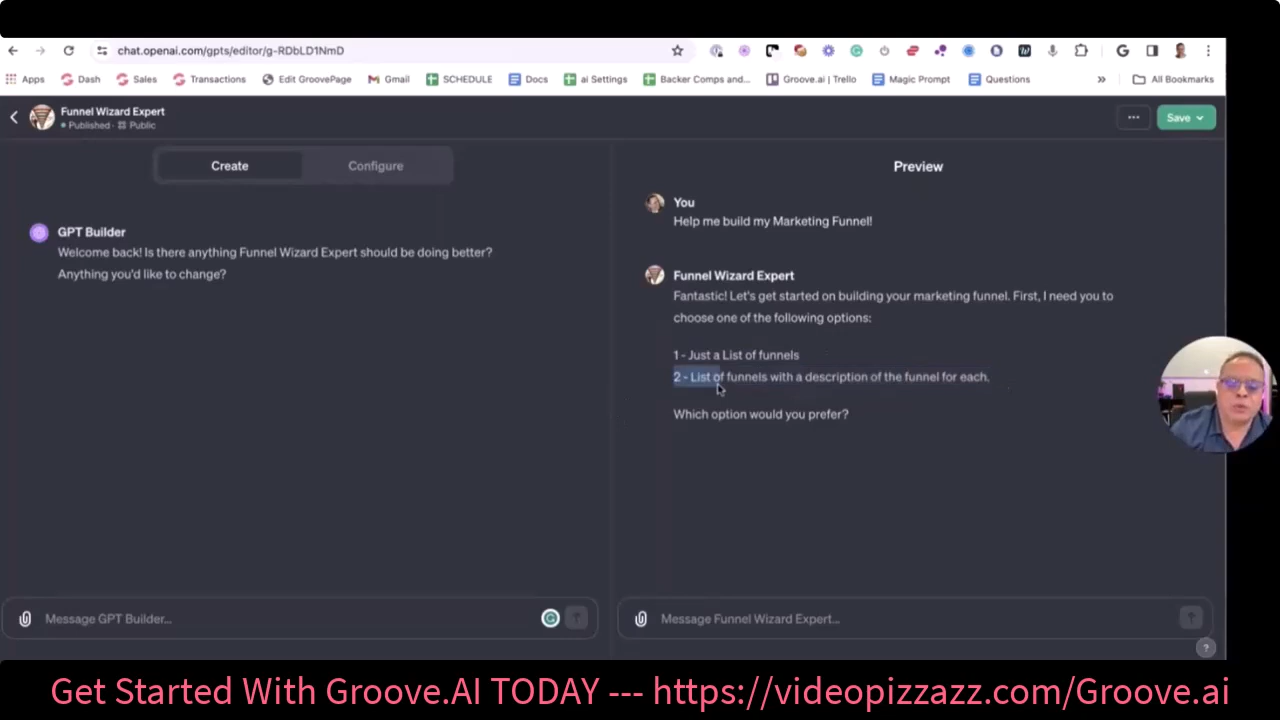 chat.openai.com/gpts/editor/g-RDbLD1NmD
Apps Dash Sales Transactions Edit GroovePage Gmail SCHEDULE Docs ai Settings Backer Comps and... Groove.ai | Trello Magic Prompt Questions » All Bookmarks
Funnel Wizard Expert
Published · Public
... Save
Create Configure
Preview
GPT Builder
Welcome back! Is there anything Funnel Wizard Expert should be doing better?
Anything you'd like to change?
You
Help me build my Marketing Funnel!
Funnel Wizard Expert
Fantastic! Let's get started on building your marketing funnel. First, I need you to
choose one of the following options:
1 - Just a List of funnels
2 - List of funnels with a description of the funnel for each.
Which option would you prefer?
Message GPT Builder...
Message Funnel Wizard Expert...
?
Get Started With Groove.AI TODAY --- https://videopizzazz.com/Groove.ai